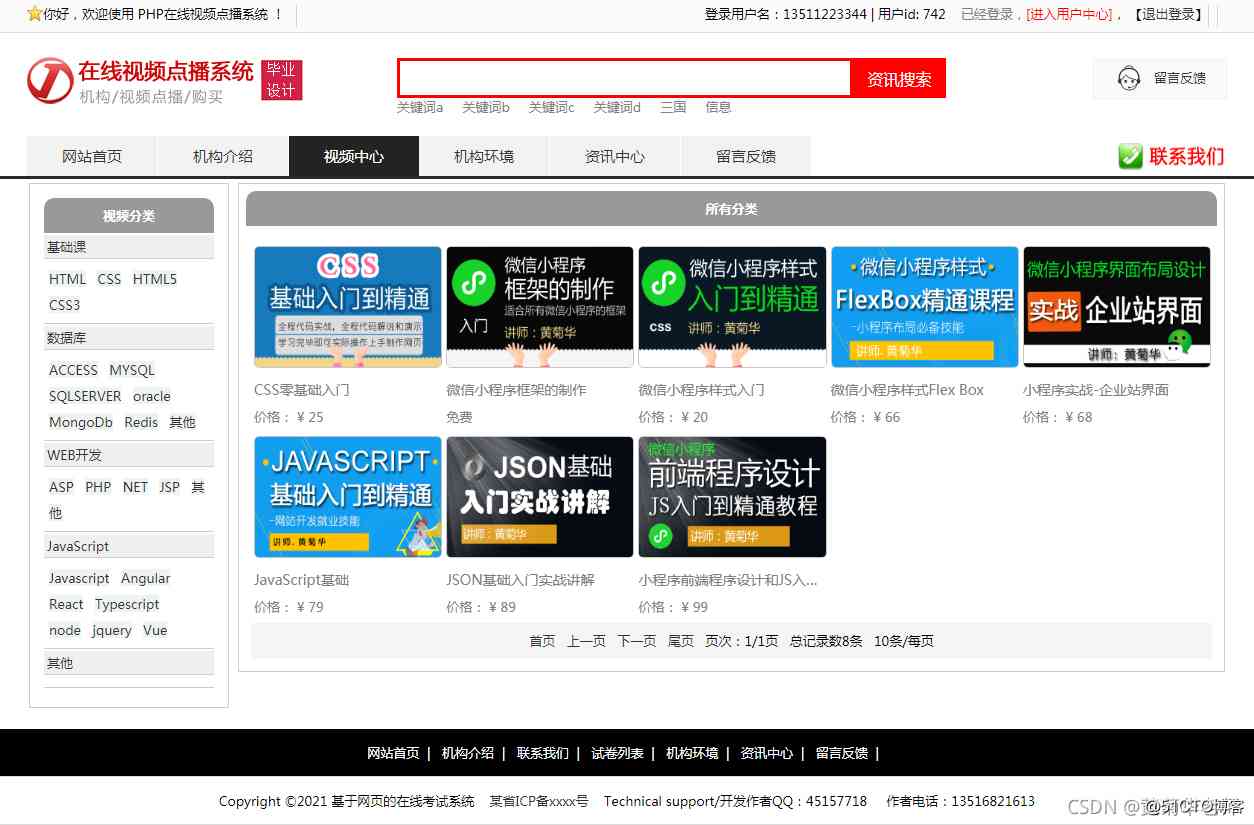 你好，欢迎使用 PHP在线视频点播系统 ！
登录用户名：13511223344 | 用户id: 742 已经登录，[进入用户中心]， 【退出登录】
在线视频点播系统
机构/视频点播/购买
毕业
设计
资讯搜索
关键词a 关键词b 关键词c 关键词d 三国 信息
留言反馈
网站首页 机构介绍 视频中心 机构环境 资讯中心 留言反馈
联系我们
视频分类
基础课
HTML CSS HTML5
CSS3
数据库
ACCESS MYSQL
SQLSERVER oracle
MongoDb Redis 其他
WEB开发
ASP PHP NET JSP 其
他
JavaScript
Javascript Angular
React Typescript
node jquery Vue
其他
所有分类
CSS
基础入门到精通
全程代码实战，全程代码解说和演示
学习完毕即可实际操作上手制作网页
微信小程序
框架的制作
适合所有微信小程序的框架
入门
讲师：黄菊华
微信小程序样式
入门到精通
CSS
讲师：黄菊华
微信小程序样式
FlexBox精通课程
-小程序布局必备技能
讲师. 黄菊华
微信小程序界面布局设计
实战 企业站界面
讲师：黄菊华
CSS零基础入门
价格：￥25
微信小程序框架的制作
免费
微信小程序样式入门
价格：￥20
微信小程序样式Flex Box
价格：￥66
小程序实战-企业站界面
价格：￥68
JAVASCRIPT
基础入门到精通
-网站开发就业技能
讲师. 黄菊华
JSON基础
入门实战讲解
讲师：黄菊华
微信小程序
前端程序设计
JS入门到精通教程
讲师：黄菊华
JavaScript基础
价格：￥79
JSON基础入门实战讲解
价格：￥89
小程序前端程序设计和JS入...
价格：￥99
首页 上一页 下一页 尾页 页次：1/1页 总记录数8条 10条/每页
网站首页 | 机构介绍 | 联系我们 | 试卷列表 | 机构环境 | 资讯中心 | 留言反馈 |
Copyright ©2021 基于网页的在线考试系统 某省ICP备xxxx号 Technical support/开发作者QQ：45157718 作者电话：13516821613
CSDN @51CTO博客